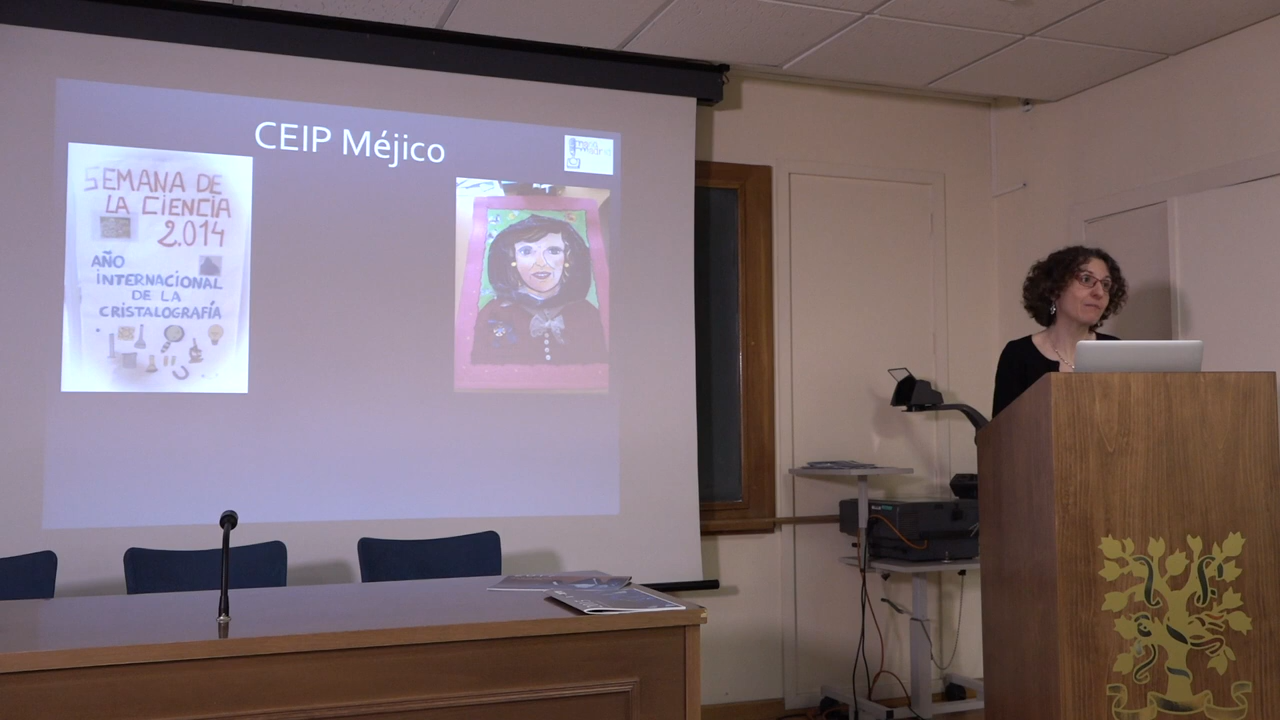 CEIP Méjico
SEMANA DE
LA CIENCIA
2.014
AÑO
INTERNACIONAL
DE LA
CRISTALOGRAFÍA